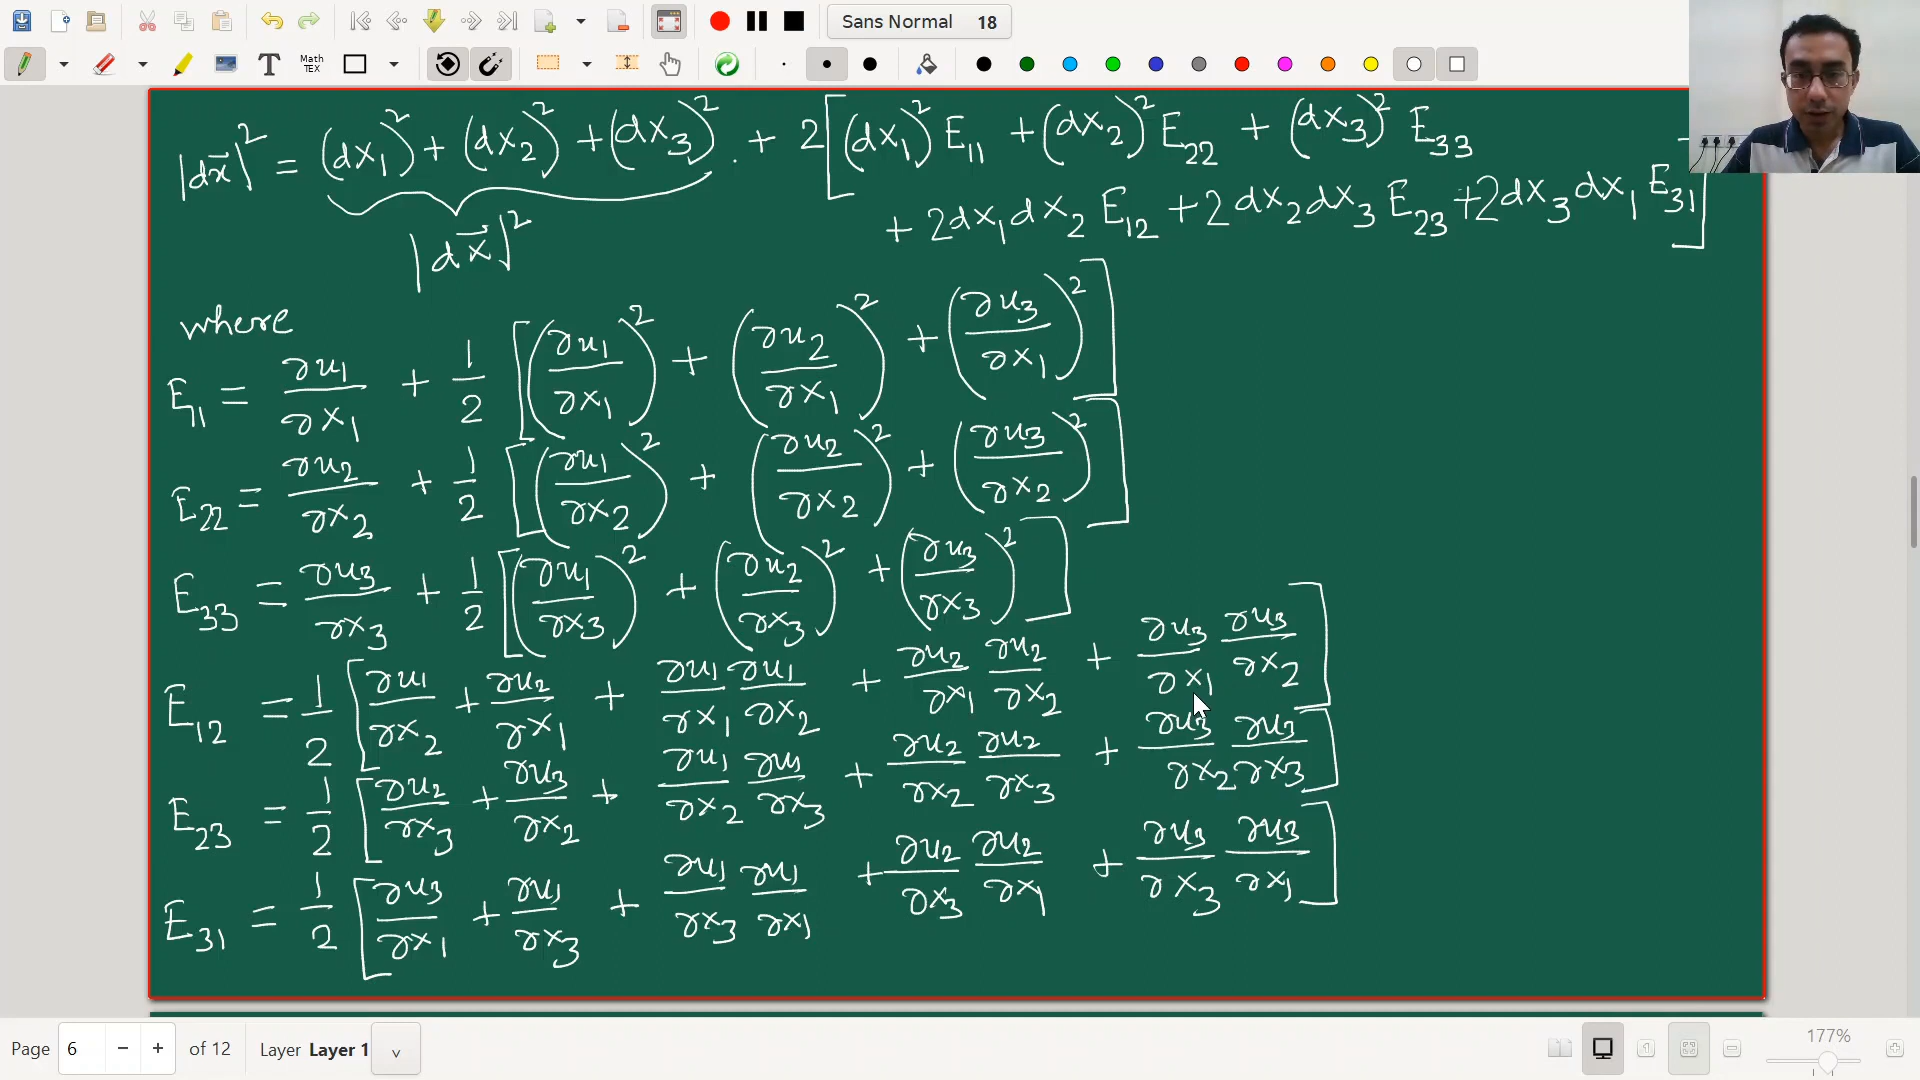 Sans Normal 18
T Math TEX
|dx⃗|² = (dX₁)² + (dX₂)² + (dX₃)² . + 2[(dX₁)² E₁₁ + (dX₂)² E₂₂ + (dX₃)² E₃₃
+ 2dX₁dX₂ E₁₂ + 2dX₂dX₃ E₂₃ + 2dX₃dX₁ E₃₁]
|dX⃗|²
where
E₁₁ = ∂u₁/∂X₁ + 1/2 [(∂u₁/∂X₁)² + (∂u₂/∂X₁)² + (∂u₃/∂X₁)²]
E₂₂ = ∂u₂/∂X₂ + 1/2 [(∂u₁/∂X₂)² + (∂u₂/∂X₂)² + (∂u₃/∂X₂)²]
E₃₃ = ∂u₃/∂X₃ + 1/2 [(∂u₁/∂X₃)² + (∂u₂/∂X₃)² + (∂u₃/∂X₃)²]
E₁₂ = 1/2 [∂u₁/∂X₂ + ∂u₂/∂X₁ + ∂u₁/∂X₁ ∂u₁/∂X₂ + ∂u₂/∂X₁ ∂u₂/∂X₂ + ∂u₃/∂X₁ ∂u₃/∂X₂]
E₂₃ = 1/2 [∂u₂/∂X₃ + ∂u₃/∂X₂ + ∂u₁/∂X₂ ∂u₁/∂X₃ + ∂u₂/∂X₂ ∂u₂/∂X₃ + ∂u₃/∂X₂ ∂u₃/∂X₃]
E₃₁ = 1/2 [∂u₃/∂X₁ + ∂u₁/∂X₃ + ∂u₁/∂X₃ ∂u₁/∂X₁ + ∂u₂/∂X₃ ∂u₂/∂X₁ + ∂u₃/∂X₃ ∂u₃/∂X₁]
Page 6 − + of 12 Layer Layer 1 177%